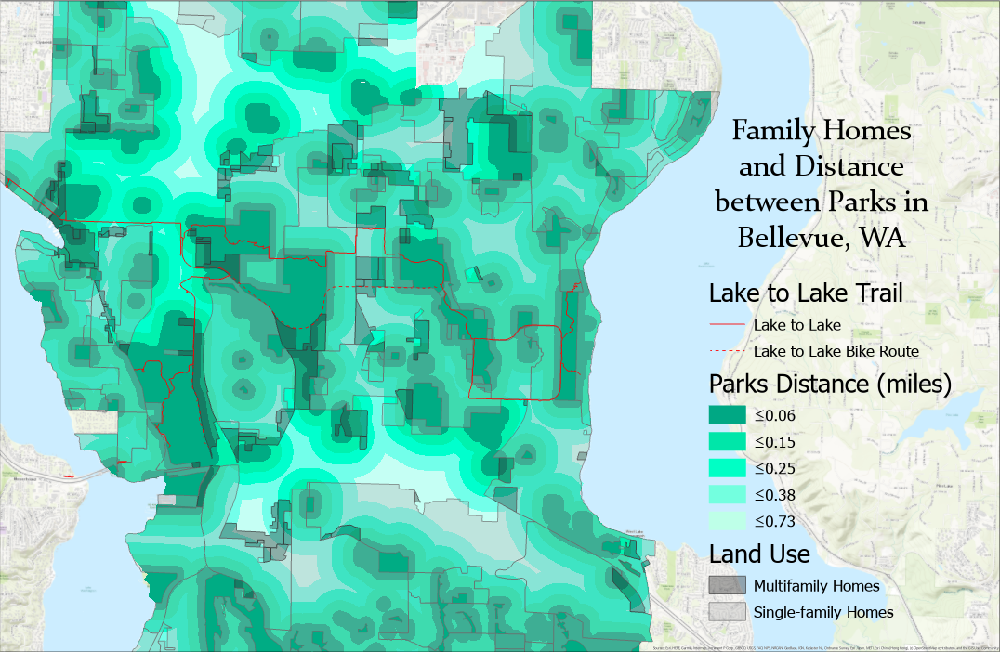 Family Homes
and Distance
between Parks in
Bellevue, WA
Lake to Lake Trail
Lake to Lake
Lake to Lake Bike Route
Parks Distance (miles)
≤0.06
≤0.15
≤0.25
≤0.38
≤0.73
Land Use
Multifamily Homes
Single-family Homes